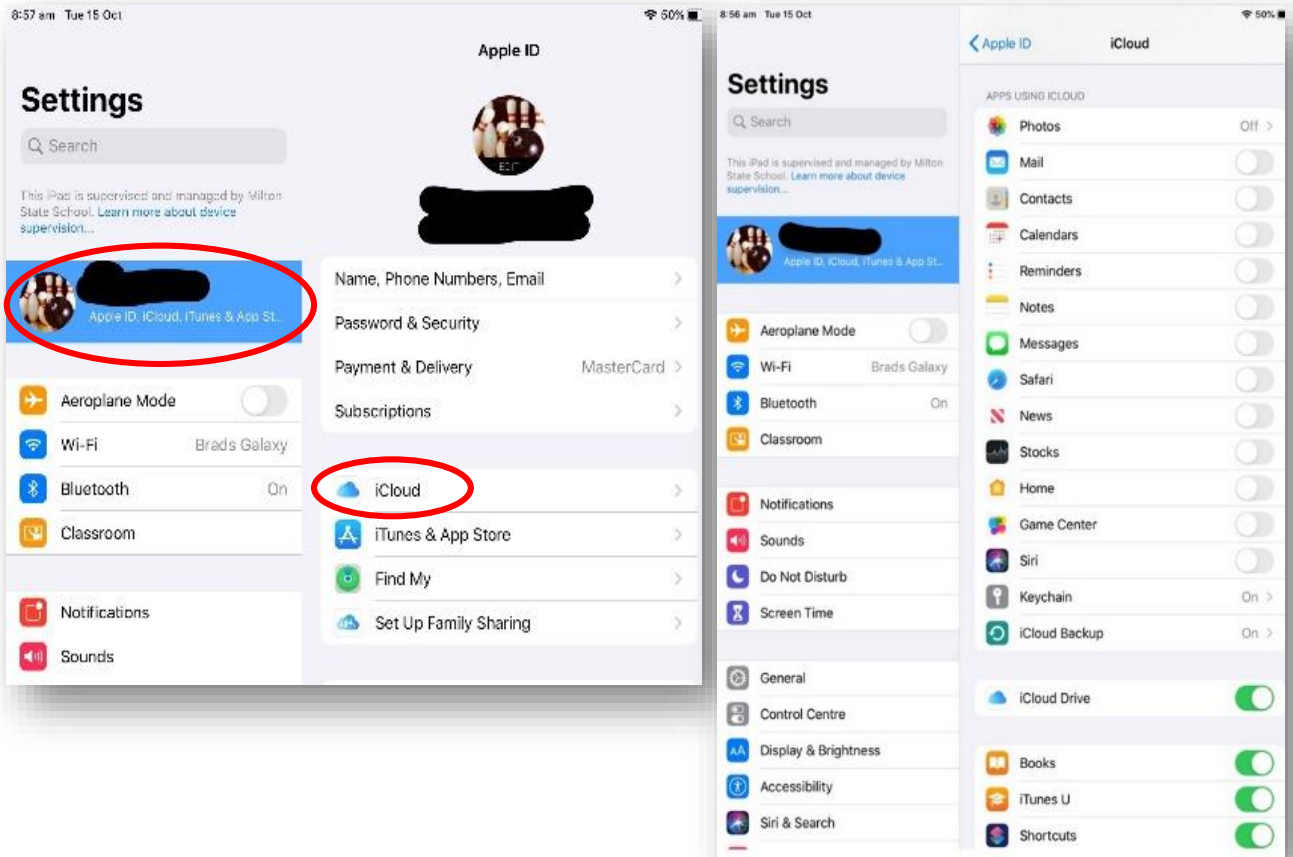 8:57 am Tue 15 Oct
50%
Apple ID
Settings
EDIT
Search
This iPad is supervised and managed by Milton
State School. Learn more about device
supervision...
Apple ID, iCloud, iTunes & App St...
Name, Phone Numbers, Email
Password & Security
Payment & Delivery MasterCard
Subscriptions
Aeroplane Mode
Wi-Fi Brads Galaxy
Bluetooth On
Classroom
iCloud
iTunes & App Store
Find My
Set Up Family Sharing
Notifications
Sounds
8:56 am Tue 15 Oct
50%
Apple ID
iCloud
Settings
Search
This iPad is supervised and managed by Milton
State School. Learn more about device
supervision...
Apple ID, iCloud, iTunes & App St...
Aeroplane Mode
Wi-Fi Brads Galaxy
Bluetooth On
Classroom
Notifications
Sounds
Do Not Disturb
Screen Time
General
Control Centre
Display & Brightness
AA
Accessibility
Siri & Search
APPS USING ICLOUD
Photos Off
Mail
Contacts
Calendars
Reminders
Notes
Messages
Safari
News
Stocks
Home
Game Center
Siri
Keychain On
iCloud Backup On
iCloud Drive
Books
iTunes U
Shortcuts